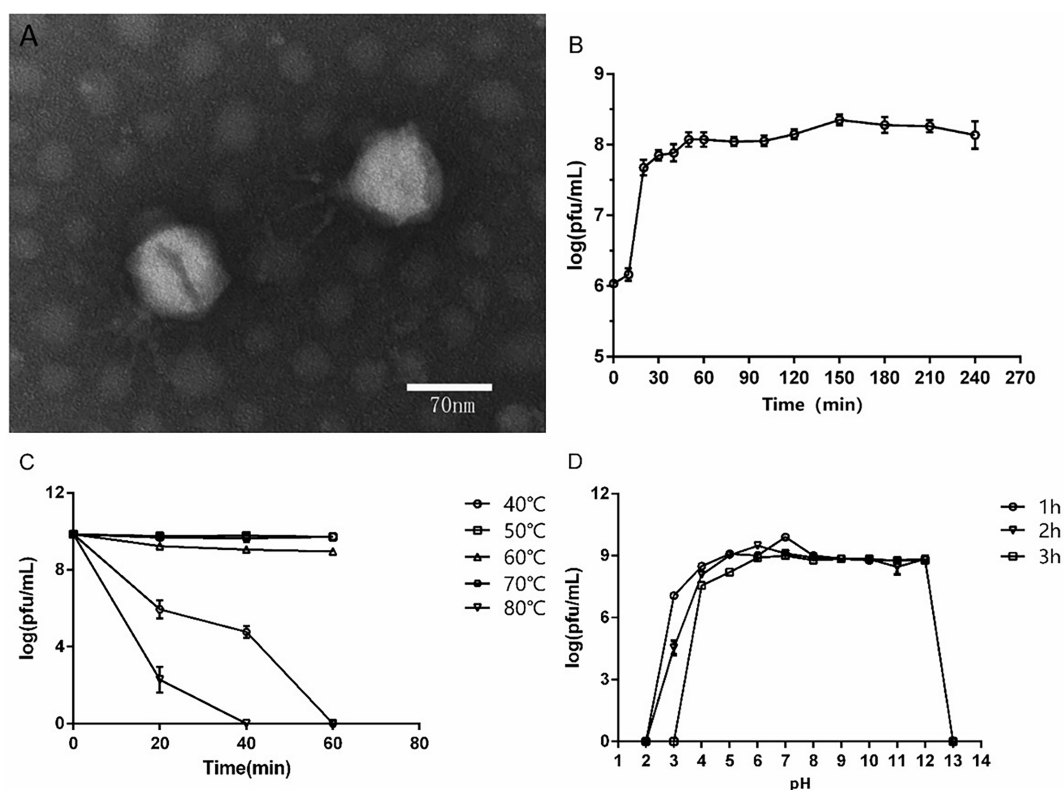 A
70nm
B
log(pfu/mL)
9
8
7
6
5
0 30 60 90 120 150 180 210 240 270
Time (min)
C
log(pfu/mL)
12
8
4
0
0 20 40 60 80
Time(min)
40℃
50℃
60℃
70℃
80℃
D
log(pfu/mL)
12
9
6
3
0
1 2 3 4 5 6 7 8 9 10 11 12 13 14
pH
1h
2h
3h